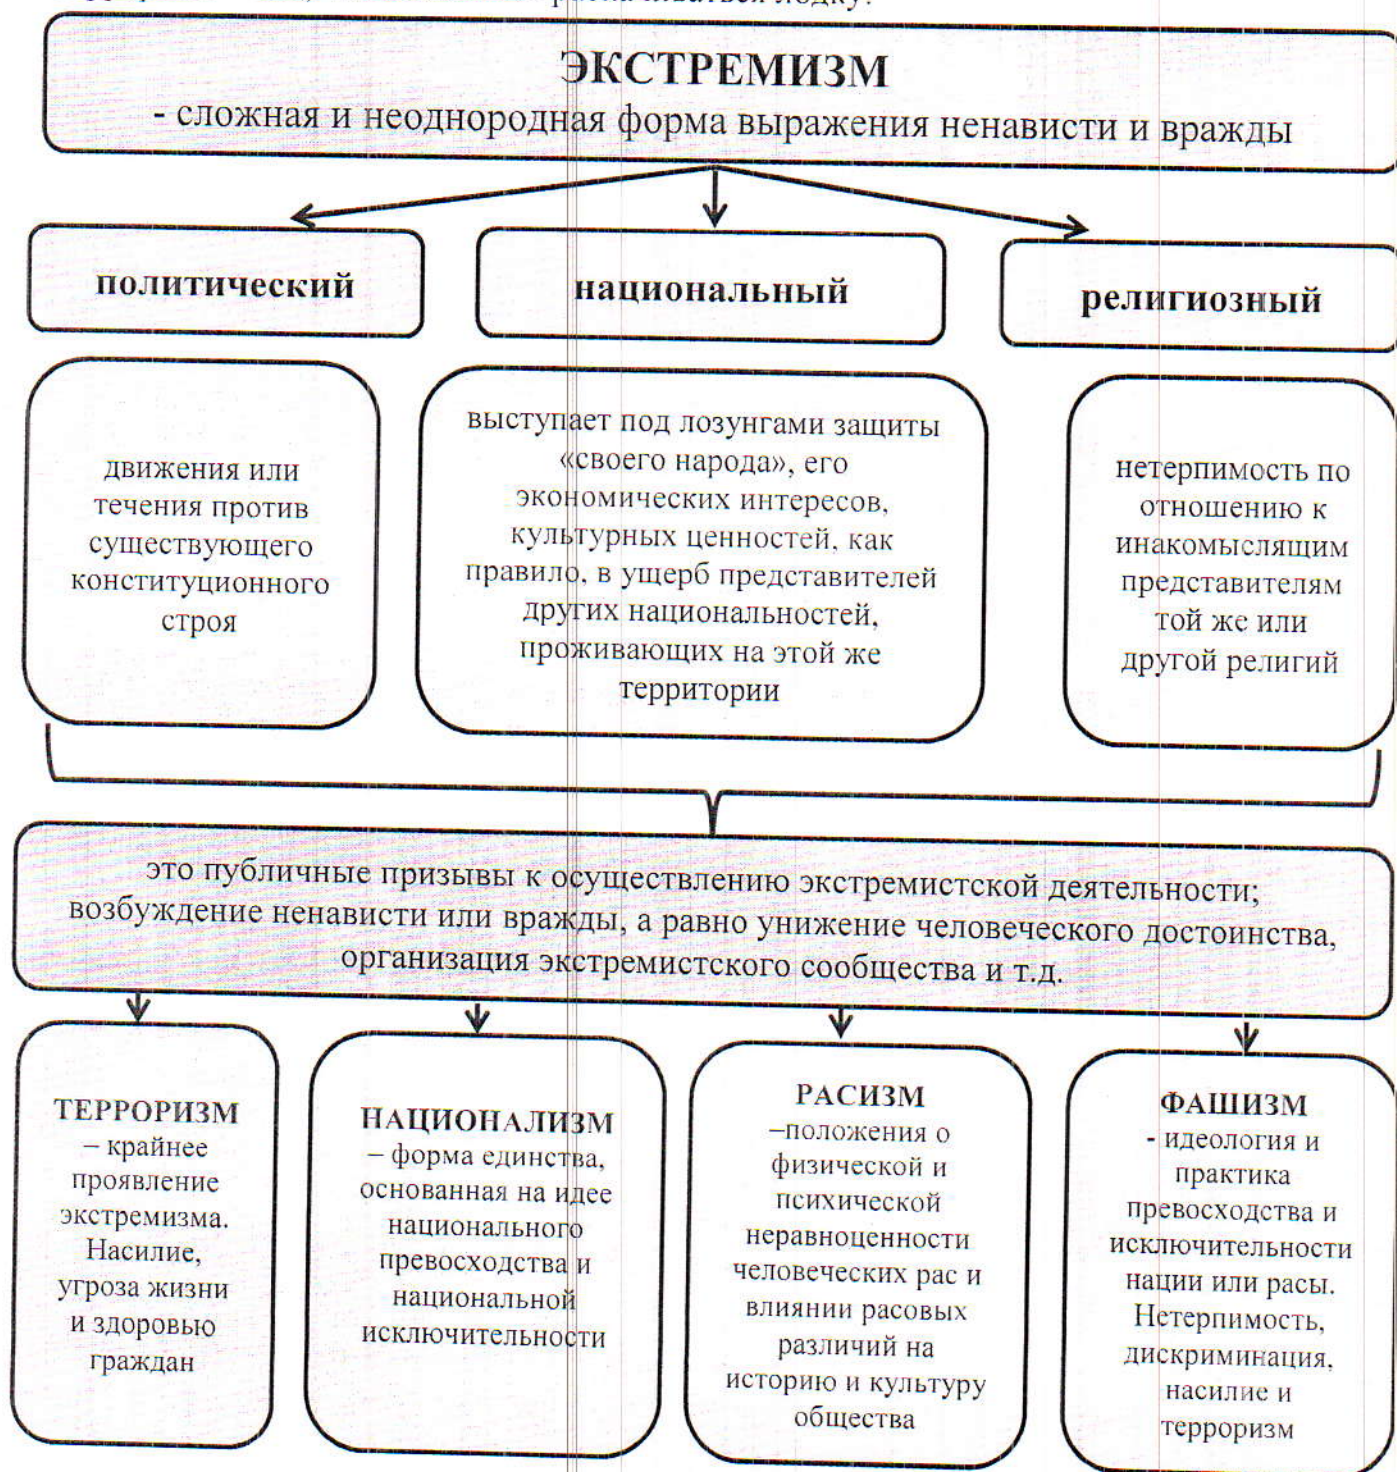 лодку.
ЭКСТРЕМИЗМ
- сложная и неоднородная форма выражения ненависти и вражды
политический
национальный
религиозный
движения или
течения против
существующего
конституционного
строя
выступает под лозунгами защиты
«своего народа», его
экономических интересов,
культурных ценностей, как
правило, в ущерб представителей
других национальностей,
проживающих на этой же
территории
нетерпимость по
отношению к
инакомыслящим
представителям
той же или
другой религий
это публичные призывы к осуществлению экстремистской деятельности;
возбуждение ненависти или вражды, а равно унижение человеческого достоинства,
организация экстремистского сообщества и т.д.
ТЕРРОРИЗМ
– крайнее
проявление
экстремизма.
Насилие,
угроза жизни
и здоровью
граждан
НАЦИОНАЛИЗМ
– форма единства,
основанная на идее
национального
превосходства и
национальной
исключительности
РАСИЗМ
–положения о
физической и
психической
неравноценности
человеческих рас и
влиянии расовых
различий на
историю и культуру
общества
ФАШИЗМ
- идеология и
практика
превосходства и
исключительности
нации или расы.
Нетерпимость,
дискриминация,
насилие и
терроризм